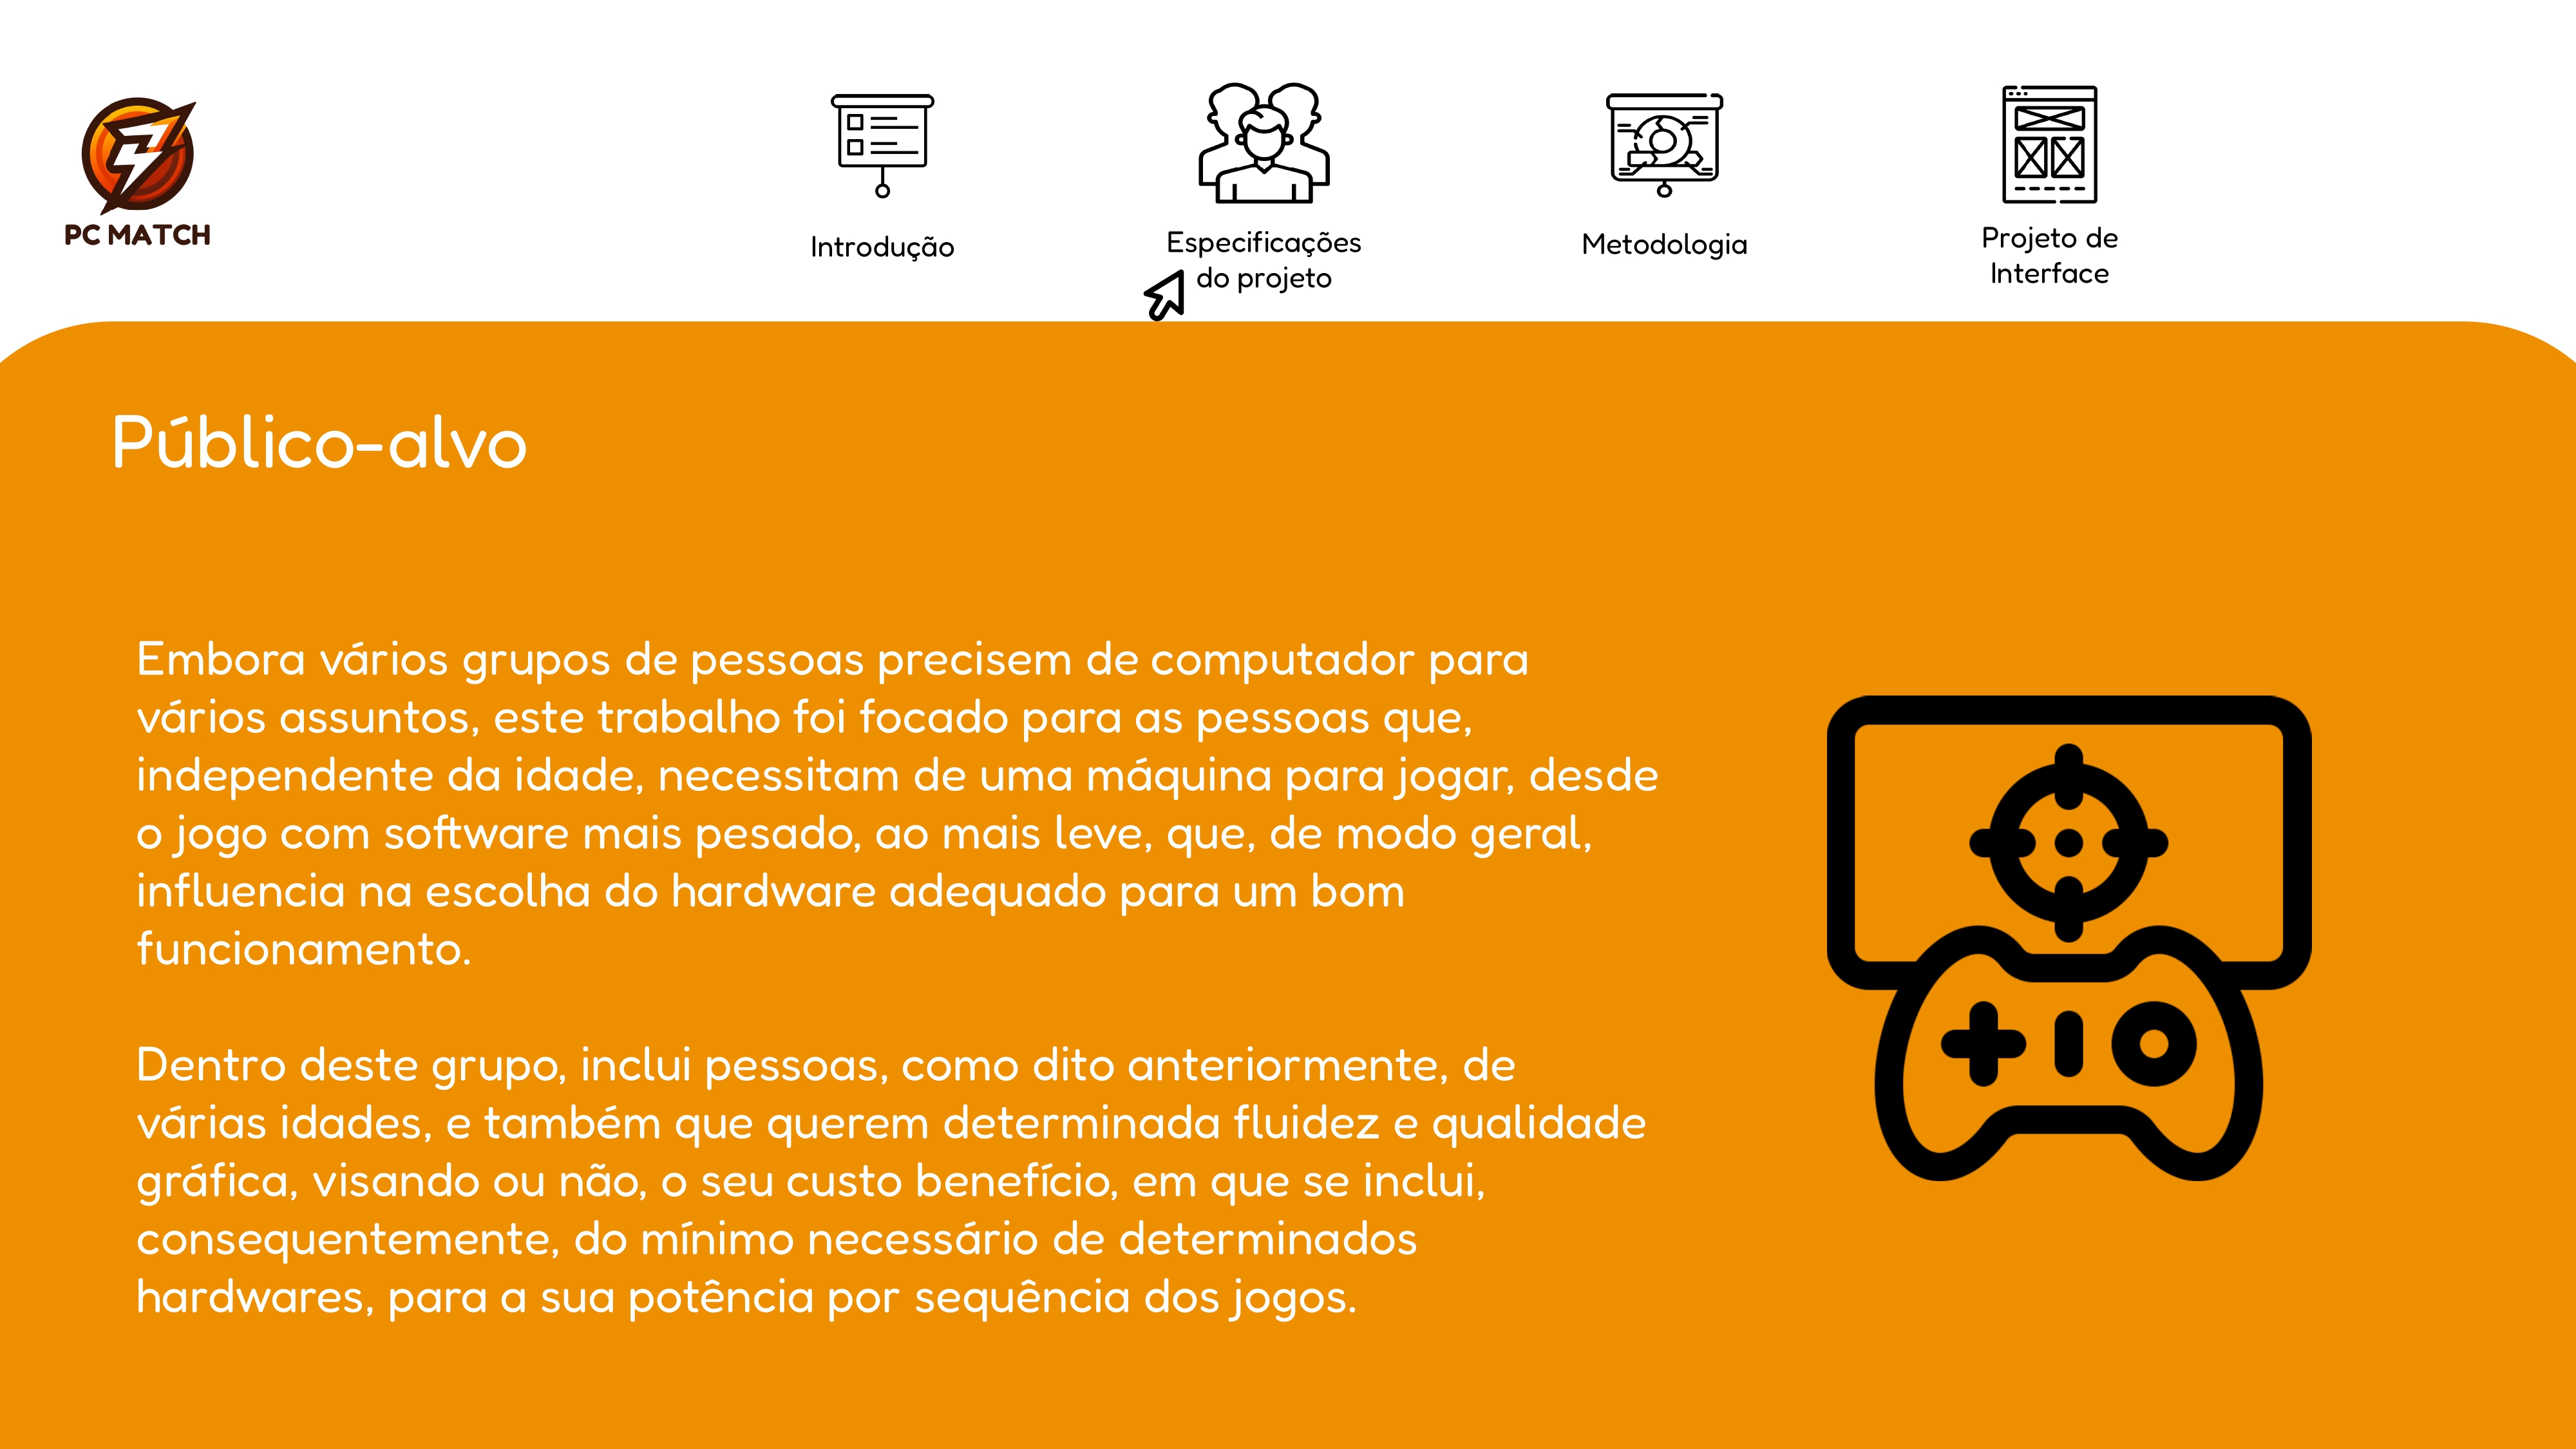 PC MATCH
Introdução
Especificações
do projeto
Metodologia
Projeto de
Interface
Público-alvo
Embora vários grupos de pessoas precisem de computador para
vários assuntos, este trabalho foi focado para as pessoas que,
independente da idade, necessitam de uma máquina para jogar, desde
o jogo com software mais pesado, ao mais leve, que, de modo geral,
influencia na escolha do hardware adequado para um bom
funcionamento.
Dentro deste grupo, inclui pessoas, como dito anteriormente, de
várias idades, e também que querem determinada fluidez e qualidade
gráfica, visando ou não, o seu custo benefício, em que se inclui,
consequentemente, do mínimo necessário de determinados
hardwares, para a sua potência por sequência dos jogos.